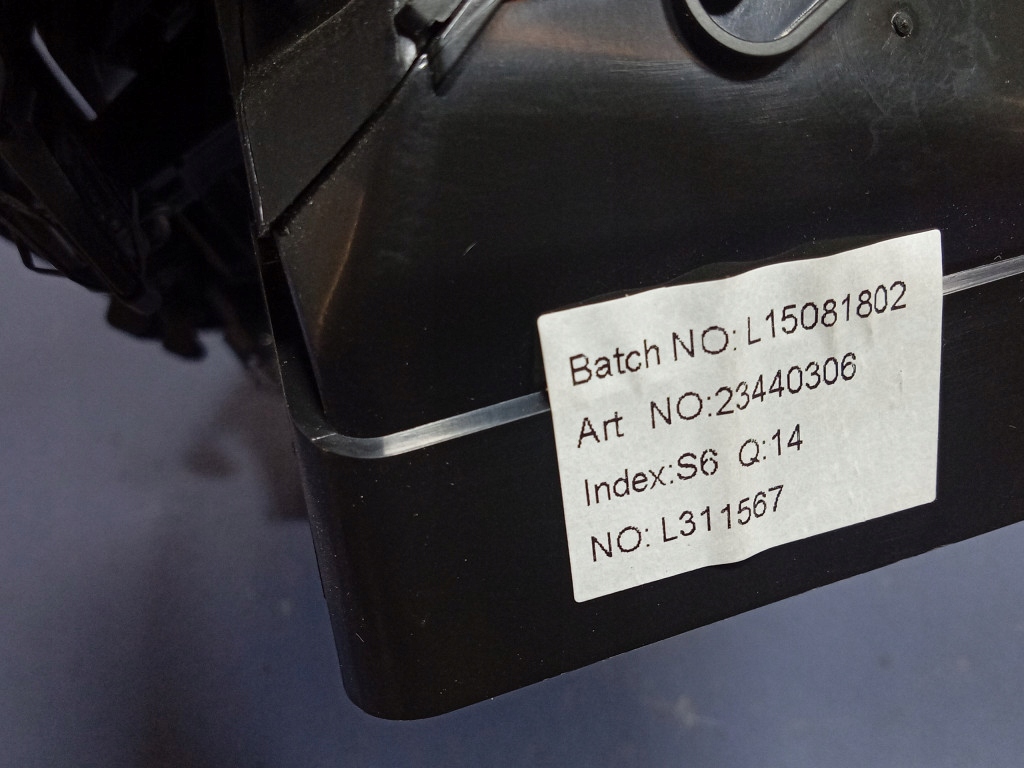 Batch NO: L15081802
Art NO:23440306
Index:S6 Q:14
NO: L311567